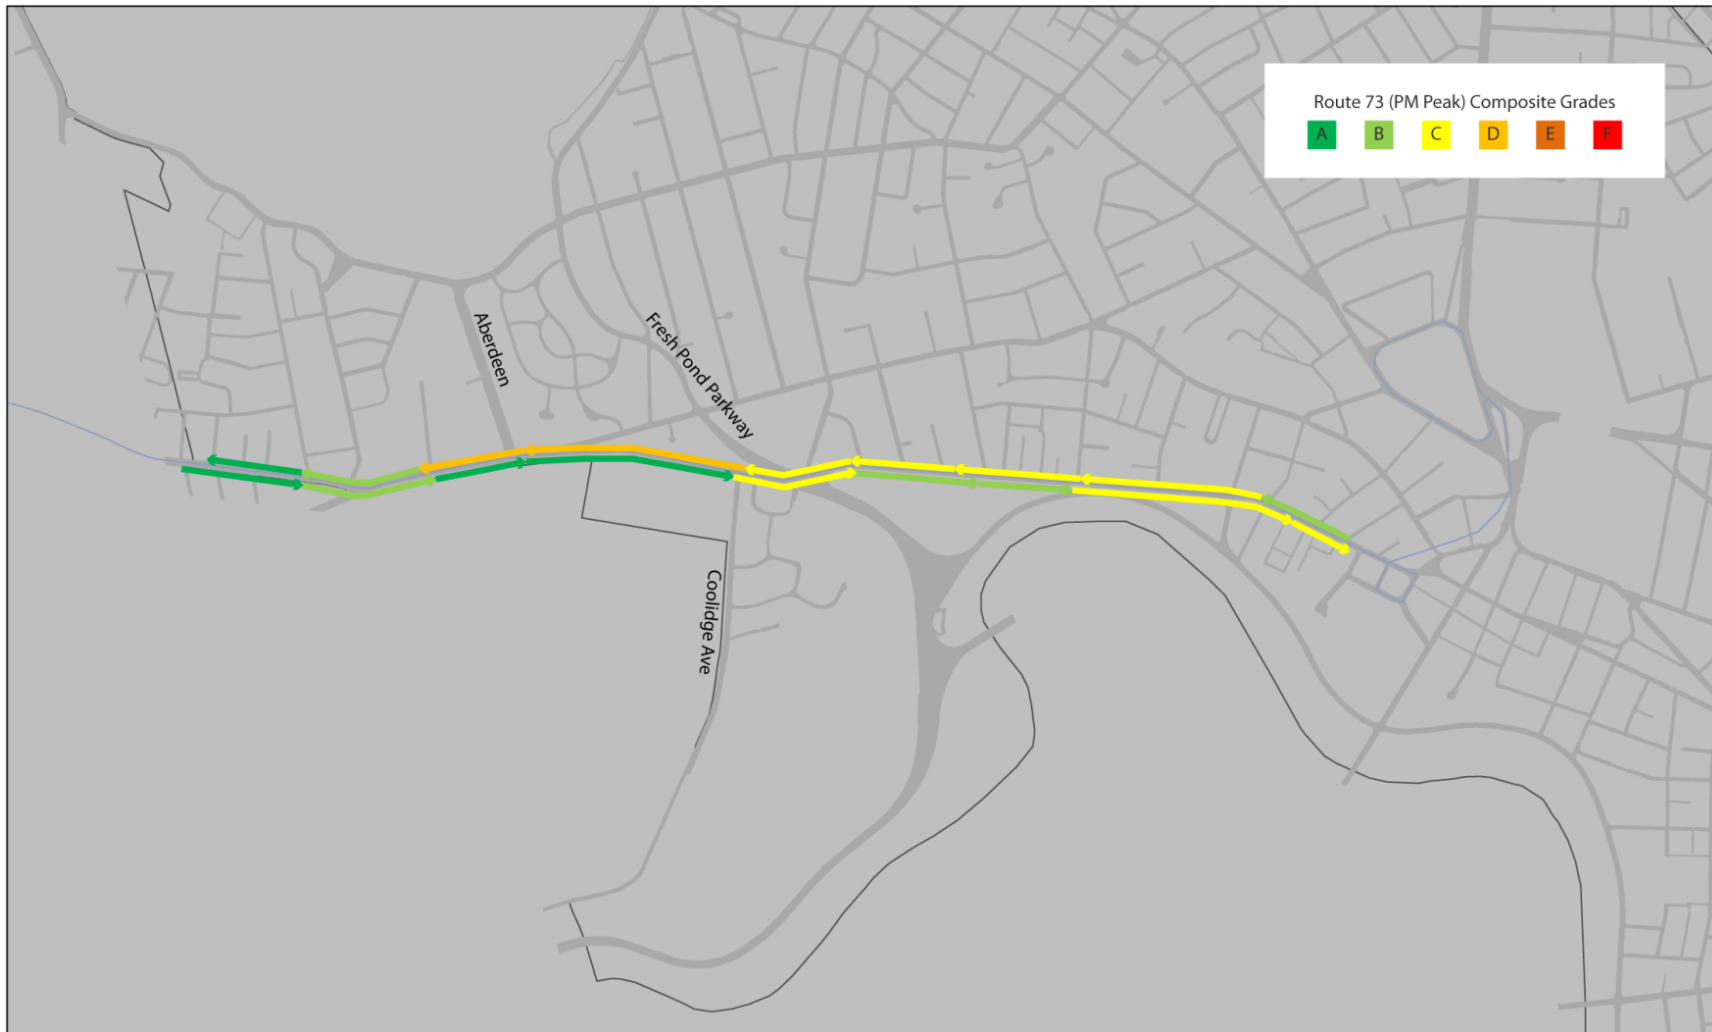 Route 73 (PM Peak) Composite Grades
A B C D E F
Aberdeen
Fresh Pond Parkway
Coolidge Ave